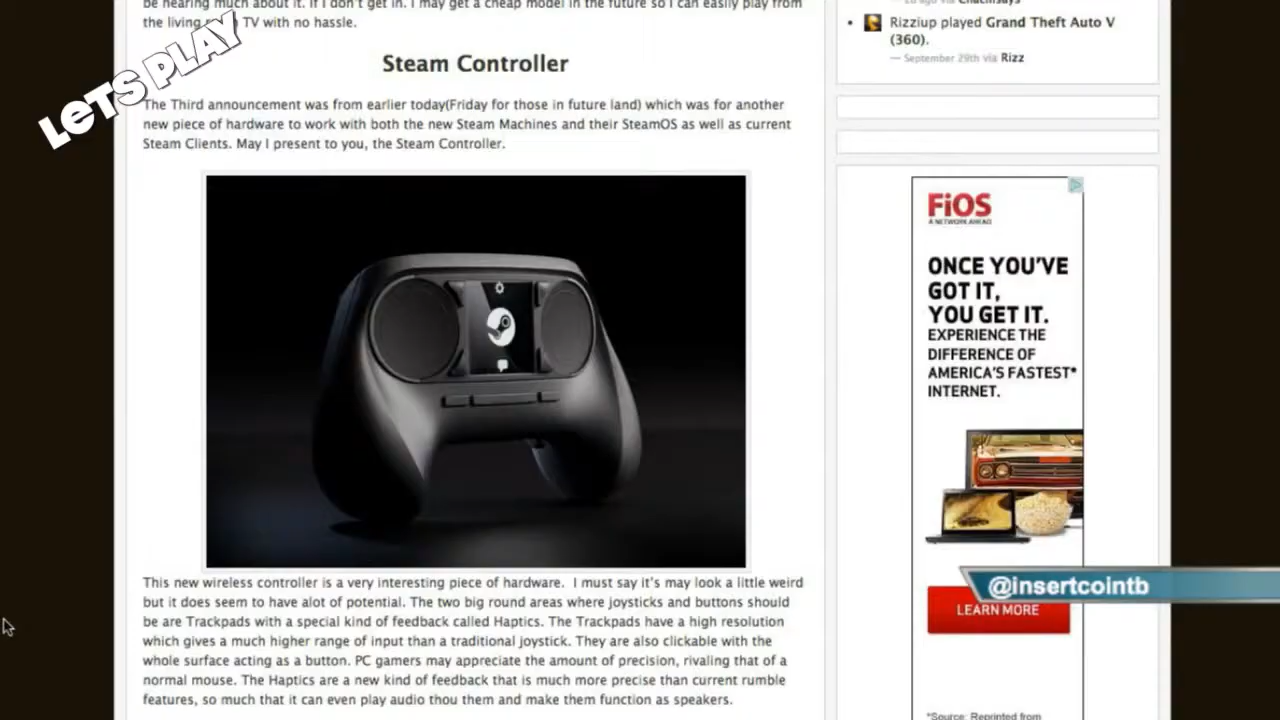 be hearing much about it. If I don't get in. I may get a cheap model in the future so I can easily play from
the living TV with no hassle.
LETS PLAY
Steam Controller
The Third announcement was from earlier today(Friday for those in future land) which was for another
new piece of hardware to work with both the new Steam Machines and their SteamOS as well as current
Steam Clients. May I present to you, the Steam Controller.
This new wireless controller is a very interesting piece of hardware.  I must say it's may look a little weird
but it does seem to have alot of potential. The two big round areas where joysticks and buttons should
be are Trackpads with a special kind of feedback called Haptics. The Trackpads have a high resolution
which gives a much higher range of input than a traditional joystick. They are also clickable with the
whole surface acting as a button. PC gamers may appreciate the amount of precision, rivaling that of a
normal mouse. The Haptics are a new kind of feedback that is much more precise than current rumble
features, so much that it can even play audio thou them and make them function as speakers.
Rizziup played Grand Theft Auto V
(360).
— September 29th via Rizz
FiOS
A NETWORK AHEAD
ONCE YOU'VE
GOT IT,
YOU GET IT.
EXPERIENCE THE
DIFFERENCE OF
AMERICA'S FASTEST*
INTERNET.
@insertcointb
LEARN MORE
*Source: Reprinted from